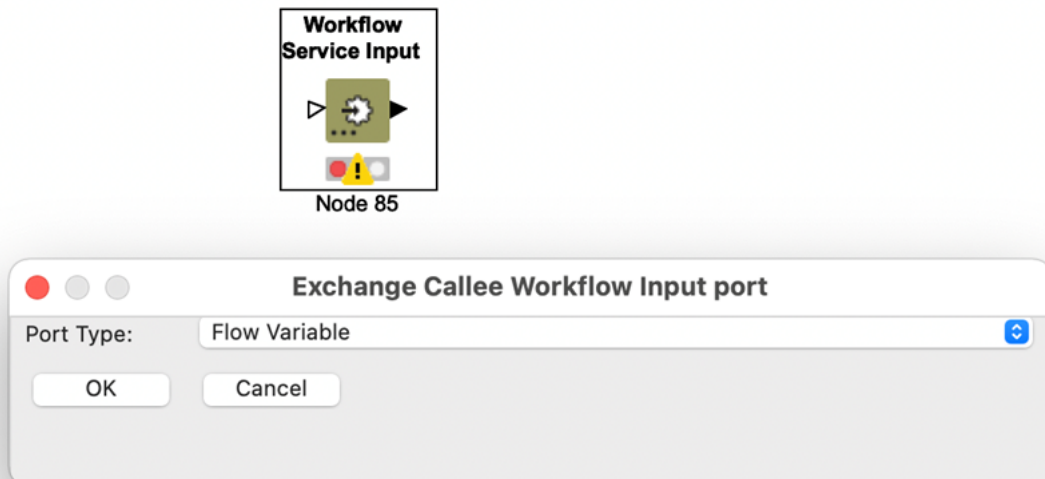 Workflow
Service Input
Node 85
Exchange Callee Workflow Input port
Port Type: Flow Variable
OK Cancel